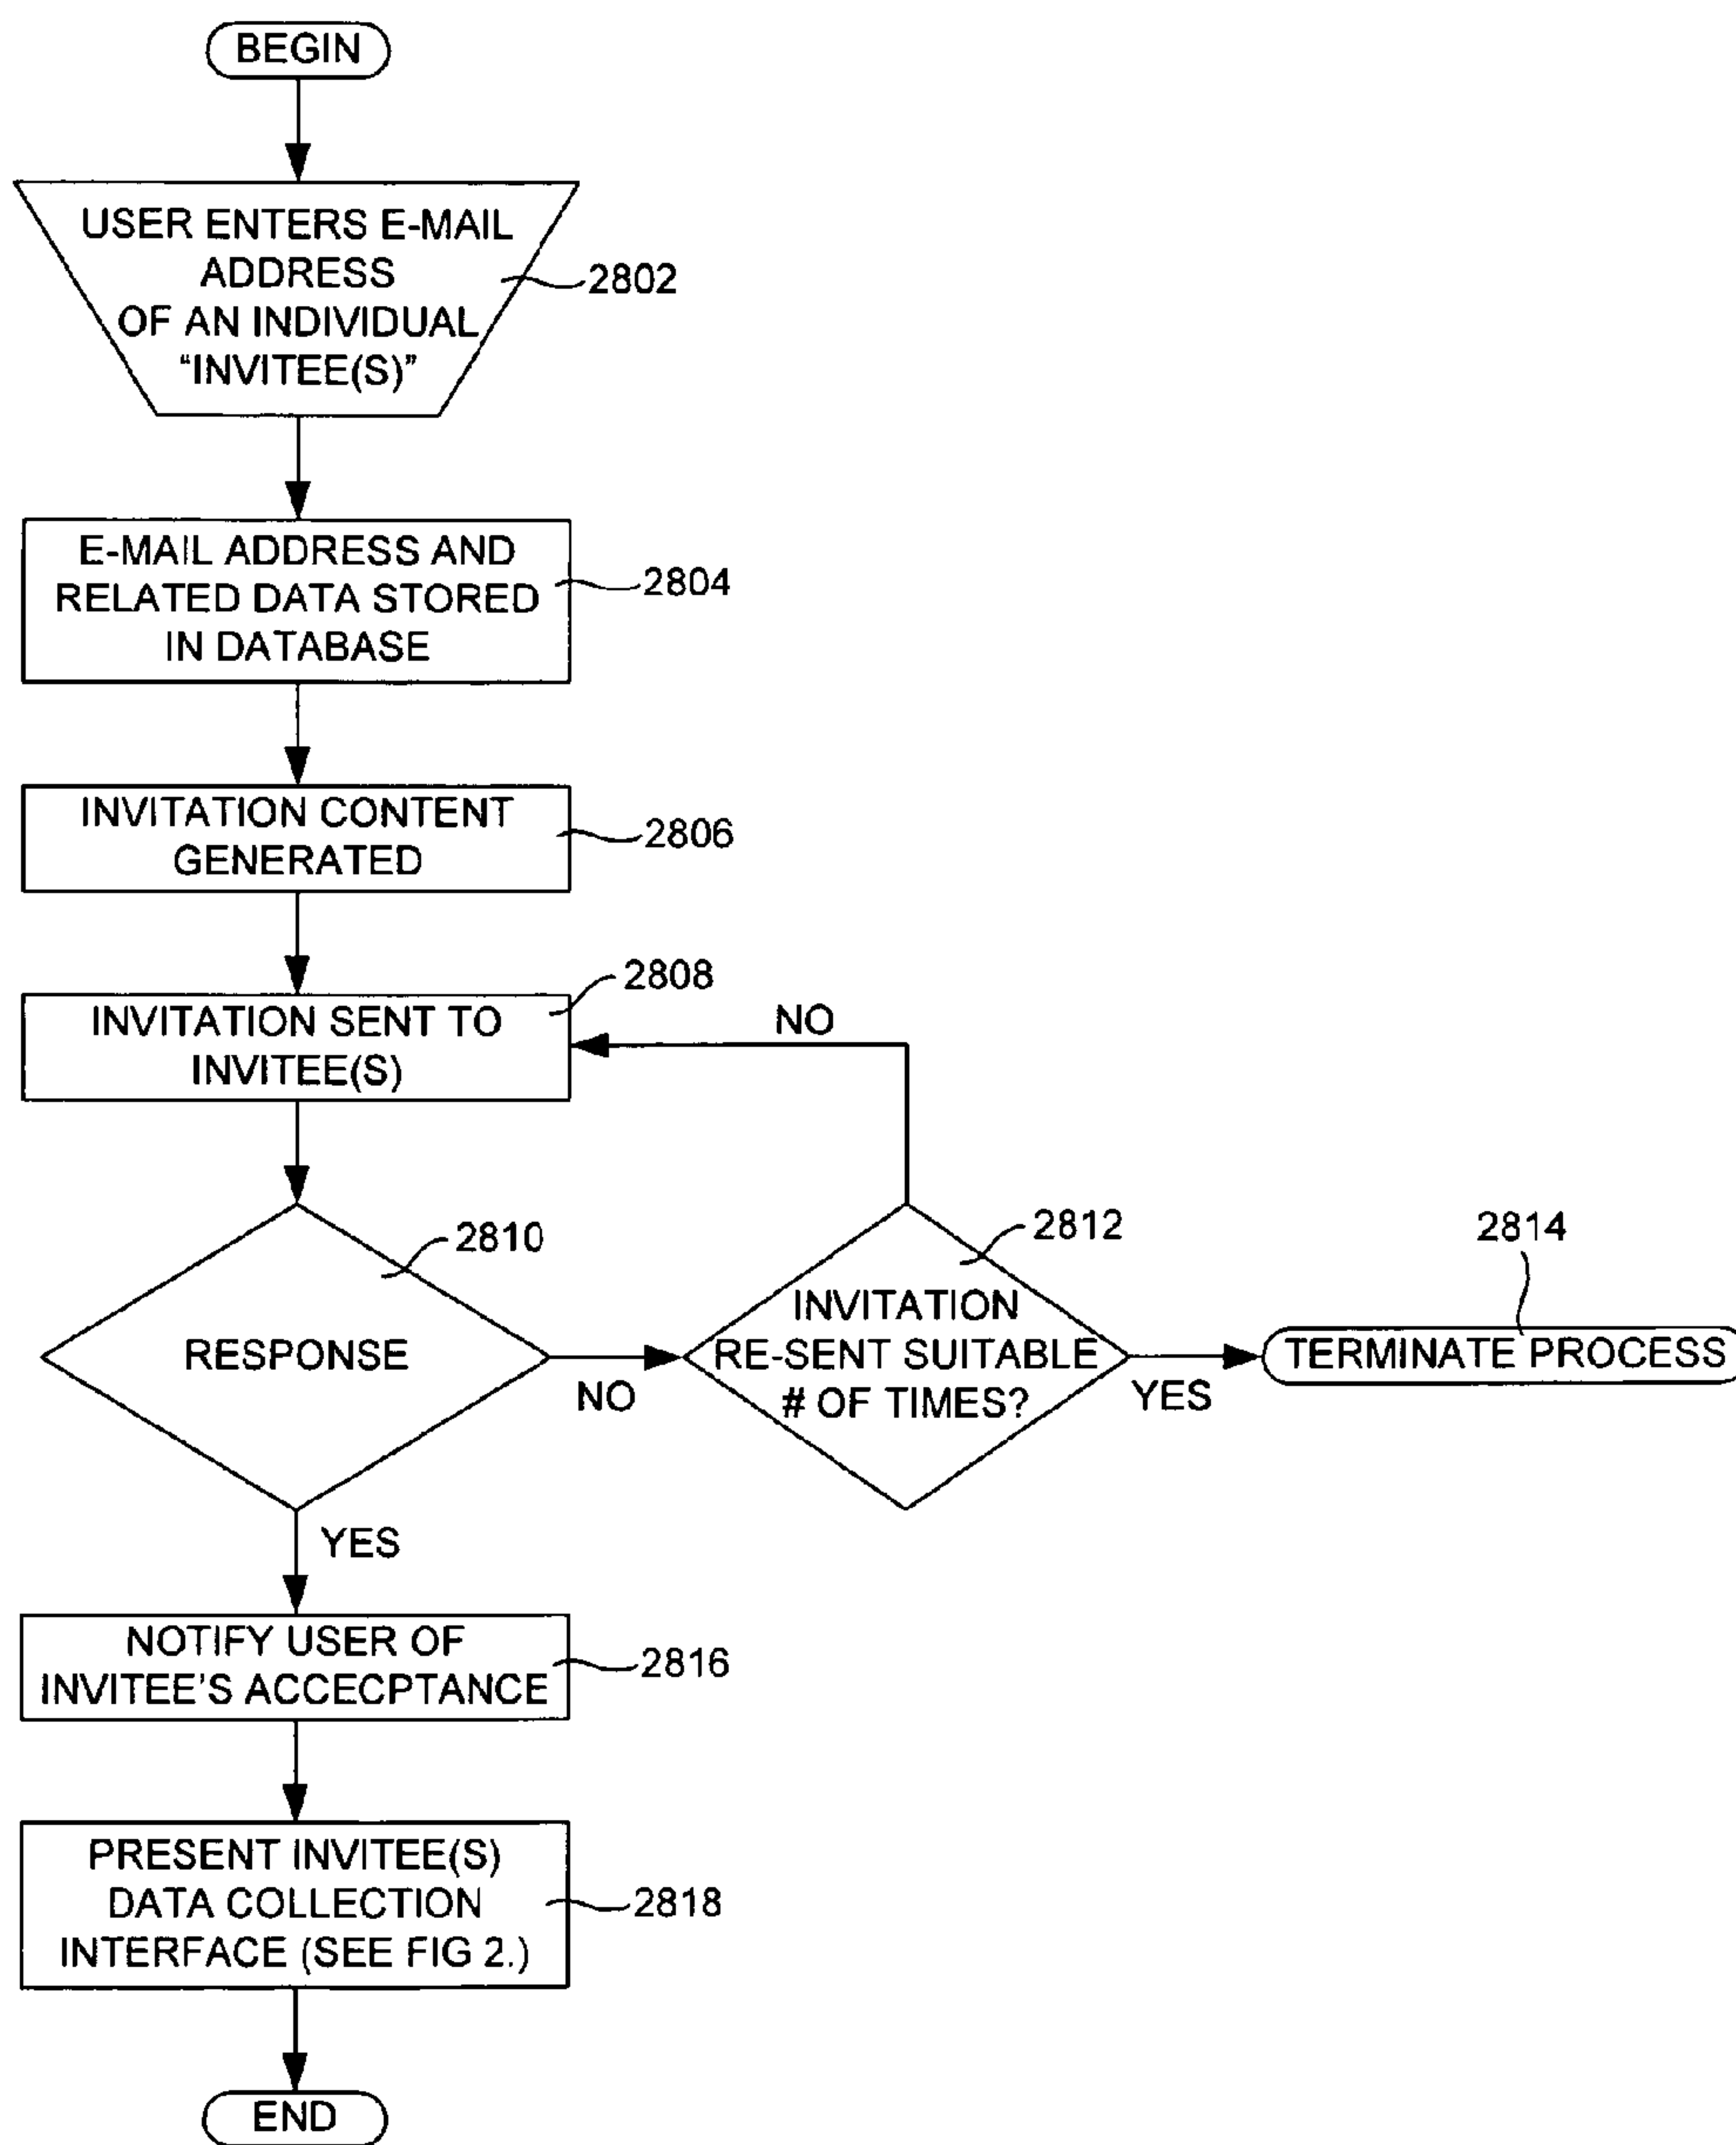 BEGIN
USER ENTERS E-MAIL
ADDRESS
OF AN INDIVIDUAL
“INVITEE(S)”
2802
E-MAIL ADDRESS AND
RELATED DATA STORED
IN DATABASE
2804
INVITATION CONTENT
GENERATED
2806
INVITATION SENT TO
INVITEE(S)
2808
NO
RESPONSE
2810
NO
INVITATION
RE-SENT SUITABLE
# OF TIMES?
2812
YES
2814
TERMINATE PROCESS
YES
NOTIFY USER OF
INVITEE’S ACCECPTANCE
2816
PRESENT INVITEE(S)
DATA COLLECTION
INTERFACE (SEE FIG 2.)
2818
END